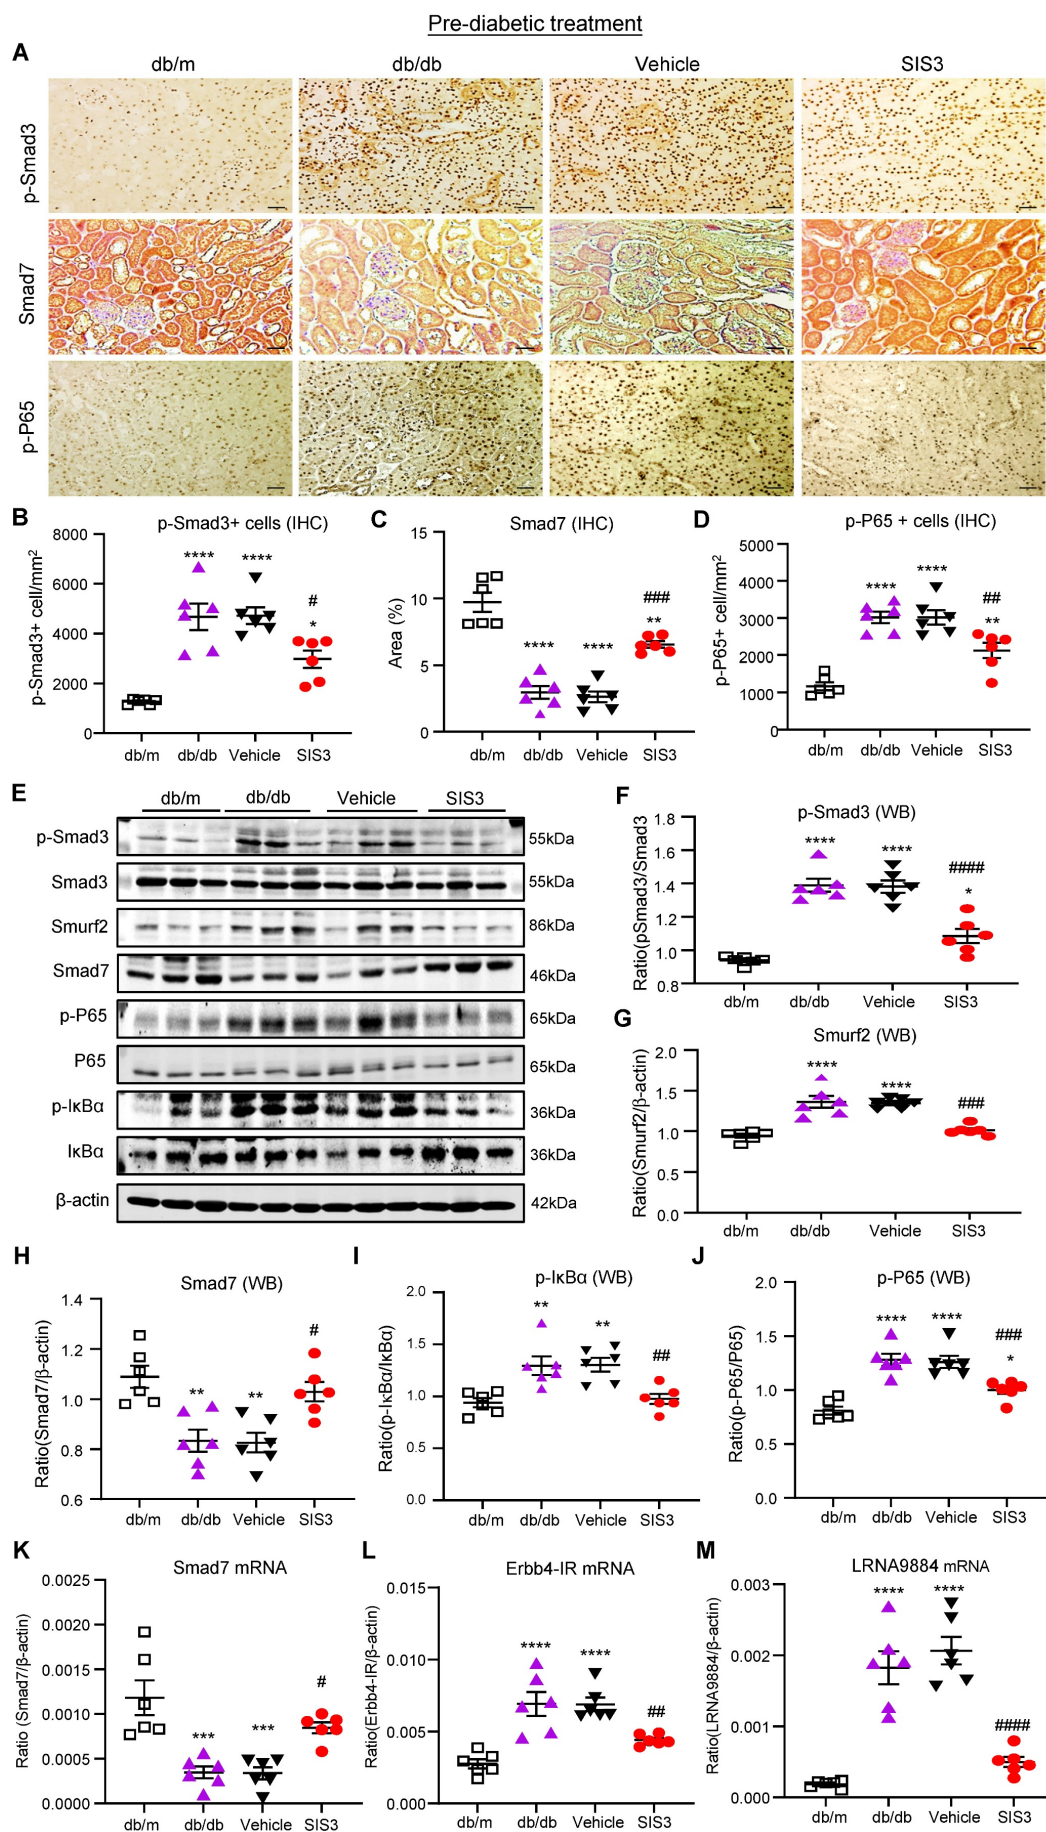 Pre-diabetic treatment
A
db/m db/db Vehicle SIS3
p-Smad3
Smad7
p-P65
B p-Smad3+ cells (IHC)
p-Smad3+ cell/mm2
8000
6000
4000
2000
0
**** **** # *
db/m db/db Vehicle SIS3
C Smad7 (IHC)
Area (%)
15
10
5
0
**** **** ### **
db/m db/db Vehicle SIS3
D p-P65 + cells (IHC)
p-P65+ cell/mm2
5000
4000
3000
2000
1000
0
**** **** ## **
db/m db/db Vehicle SIS3
E
db/m db/db Vehicle SIS3
p-Smad3 55kDa
Smad3 55kDa
Smurf2 86kDa
Smad7 46kDa
p-P65 65kDa
P65 65kDa
p-IκBα 36kDa
IκBα 36kDa
β-actin 42kDa
F p-Smad3 (WB)
Ratio(pSmad3/Smad3
1.8
1.6
1.4
1.2
1.0
0.8
**** **** #### *
db/m db/db Vehicle SIS3
G Smurf2 (WB)
Ratio(Smurf2/β-actin)
2.0
1.5
1.0
0.5
0.0
**** **** ###
db/m db/db Vehicle SIS3
H Smad7 (WB)
Ratio(Smad7/β-actin)
1.4
1.2
1.0
0.8
0.6
** ** #
db/m db/db Vehicle SIS3
I p-IκBα (WB)
Ratio(p-IκBα/IκBα)
2.0
1.5
1.0
0.5
0.0
** ** ##
db/m db/db Vehicle SIS3
J p-P65 (WB)
Ratio(p-P65/P65)
2.0
1.5
1.0
0.5
0.0
**** **** ### *
db/m db/db Vehicle SIS3
K Smad7 mRNA
Ratio (Smad7/β-actin)
0.0025
0.0020
0.0015
0.0010
0.0005
0.0000
*** *** #
db/m db/db Vehicle SIS3
L Erbb4-IR mRNA
Ratio(Erbb4-IR/β-actin)
0.015
0.010
0.005
0.000
**** **** ##
db/m db/db Vehicle SIS3
M LRNA9884 mRNA
Ratio(LRNA9884/β-actin)
0.003
0.002
0.001
0.000
**** **** ####
db/m db/db Vehicle SIS3